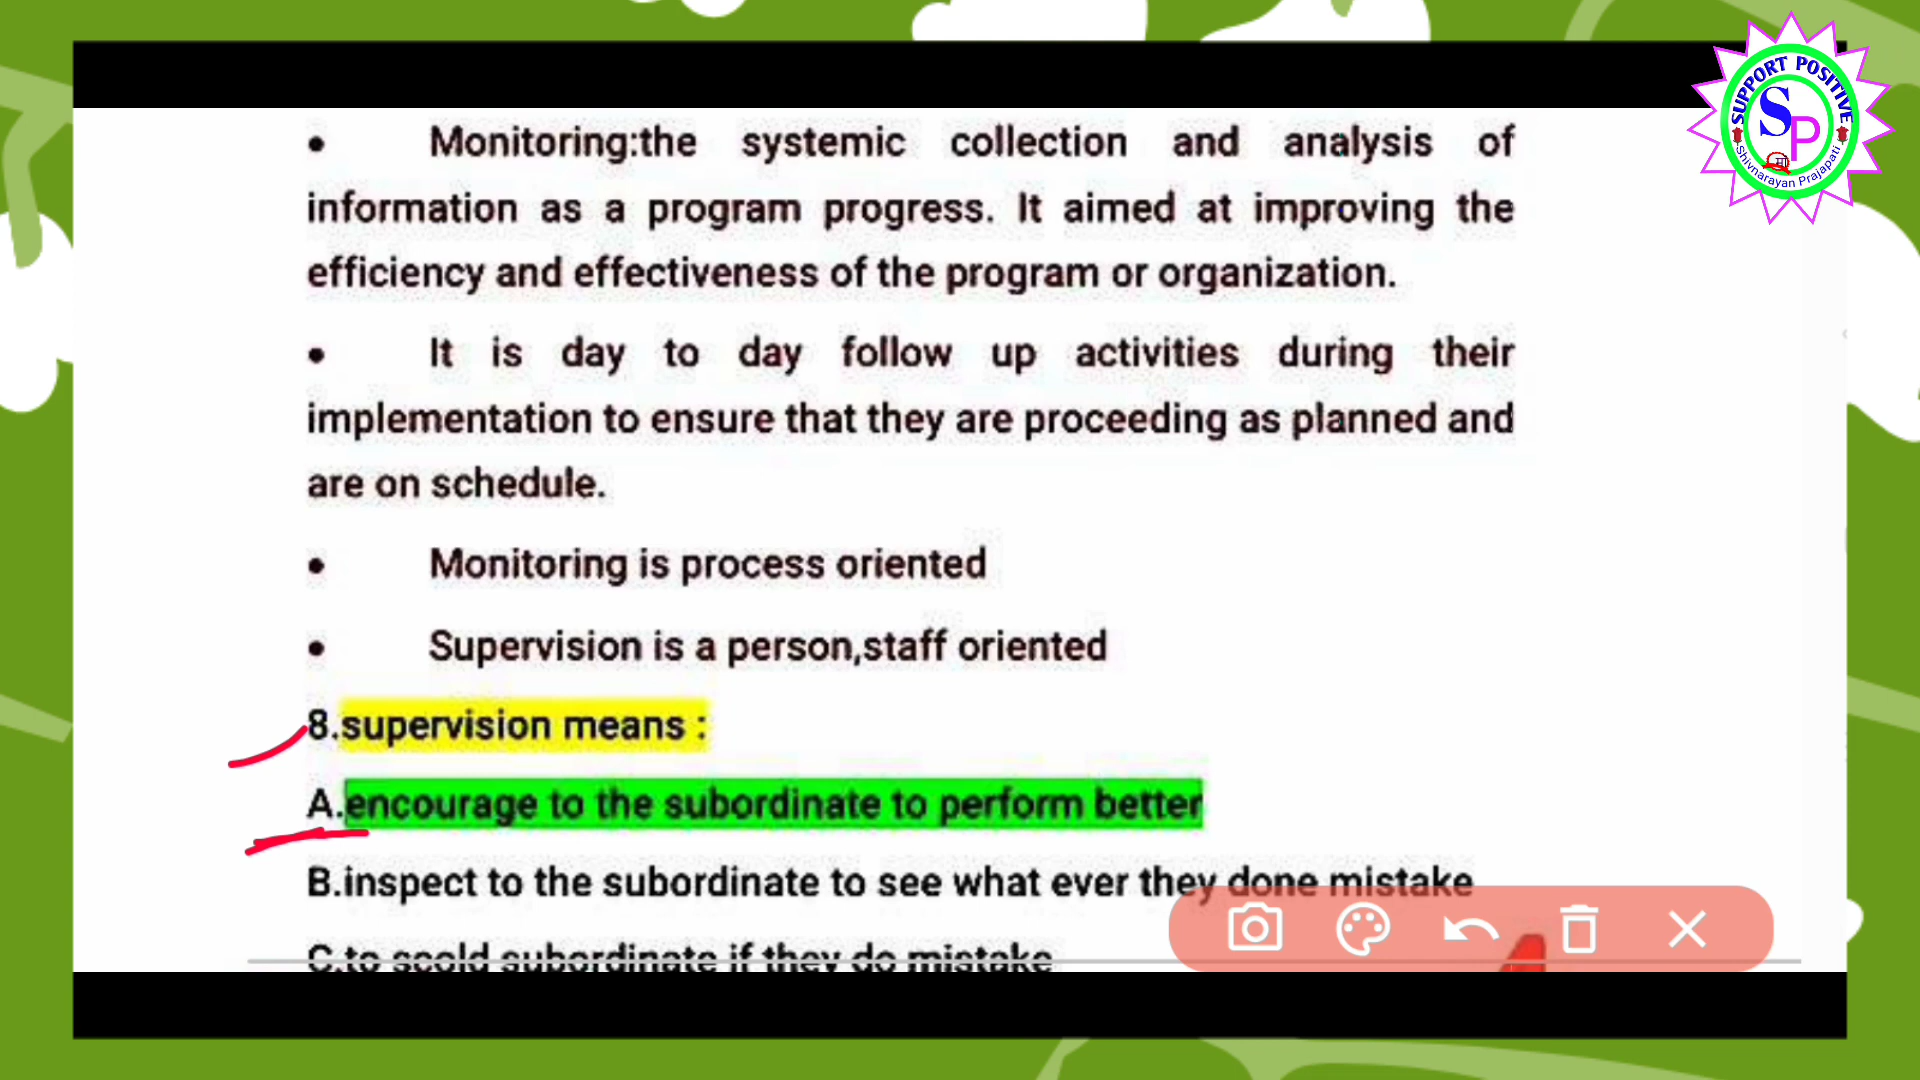 SUPPORT POSITIVE
SP
मां
Shivnarayan Prajapati
• Monitoring:the systemic collection and analysis of
information as a program progress. It aimed at improving the
efficiency and effectiveness of the program or organization.
• It is day to day follow up activities during their
implementation to ensure that they are proceeding as planned and
are on schedule.
• Monitoring is process oriented
• Supervision is a person,staff oriented
8.supervision means :
A.encourage to the subordinate to perform better
B.inspect to the subordinate to see what ever they done mistake
C.to scold subordinate if they do mistake